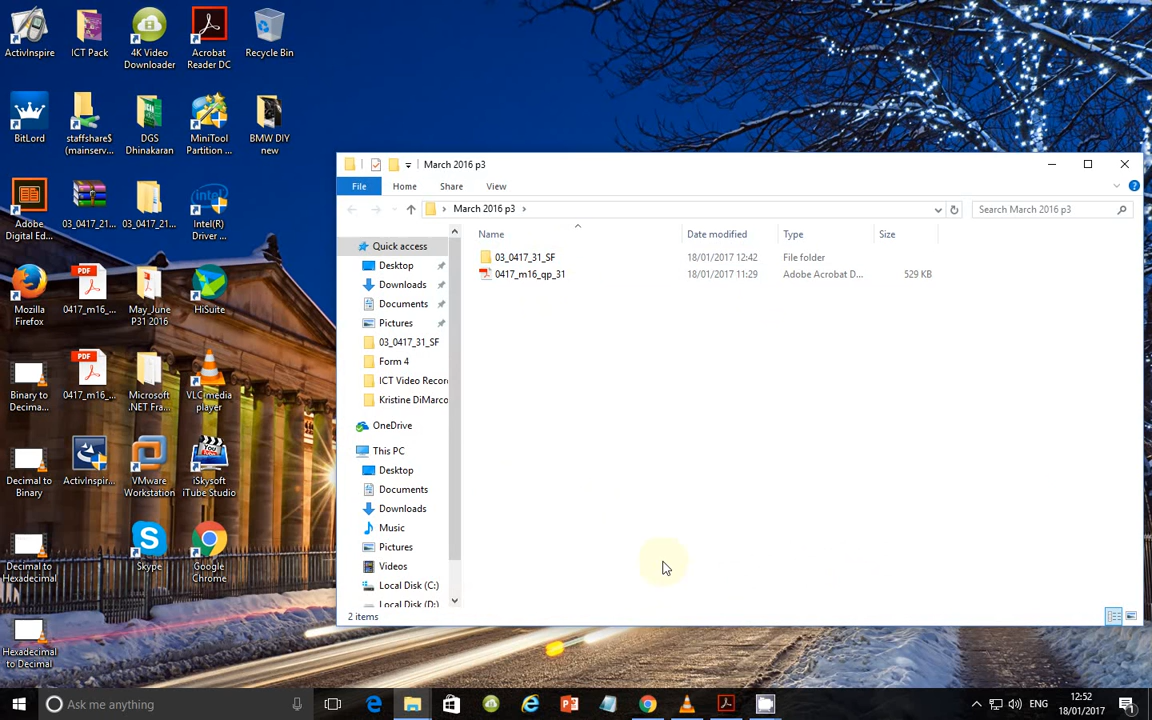 ActivInspire
ICT Pack
4K Video
Downloader
Acrobat
Reader DC
Recycle Bin
BitLord
staffshare$
(mainserv...
DGS
Dhinakaran
MiniTool
Partition ...
BMW DIY
new
Adobe
Digital Ed...
03_0417_21...
03_0417_21...
Intel(R)
Driver ...
Mozilla
Firefox
PDF
0417_m16_...
May_June
P31 2016
HiSuite
Binary to
Decima...
PDF
0417_m16_...
Microsoft
.NET Fra...
VLC media
player
Decimal to
Binary
ActivInspir...
VMware
Workstation
You
Tube
iSkysoft
iTube Studio
Decimal to
Hexadecimal
Skype
Google
Chrome
Hexadecimal
to Decimal
March 2016 p3
File
Home
Share
View
March 2016 p3
Search March 2016 p3
Name
Date modified
Type
Size
03_0417_31_SF
18/01/2017 12:42
File folder
0417_m16_qp_31
18/01/2017 11:29
Adobe Acrobat D...
529 KB
Quick access
Desktop
Downloads
Documents
Pictures
03_0417_31_SF
Form 4
ICT Video Recor
Kristine DiMarco
OneDrive
This PC
Desktop
Documents
Downloads
Music
Pictures
Videos
Local Disk (C:)
Local Disk (D:)
2 items
Ask me anything
ENG
12:52
18/01/2017
1